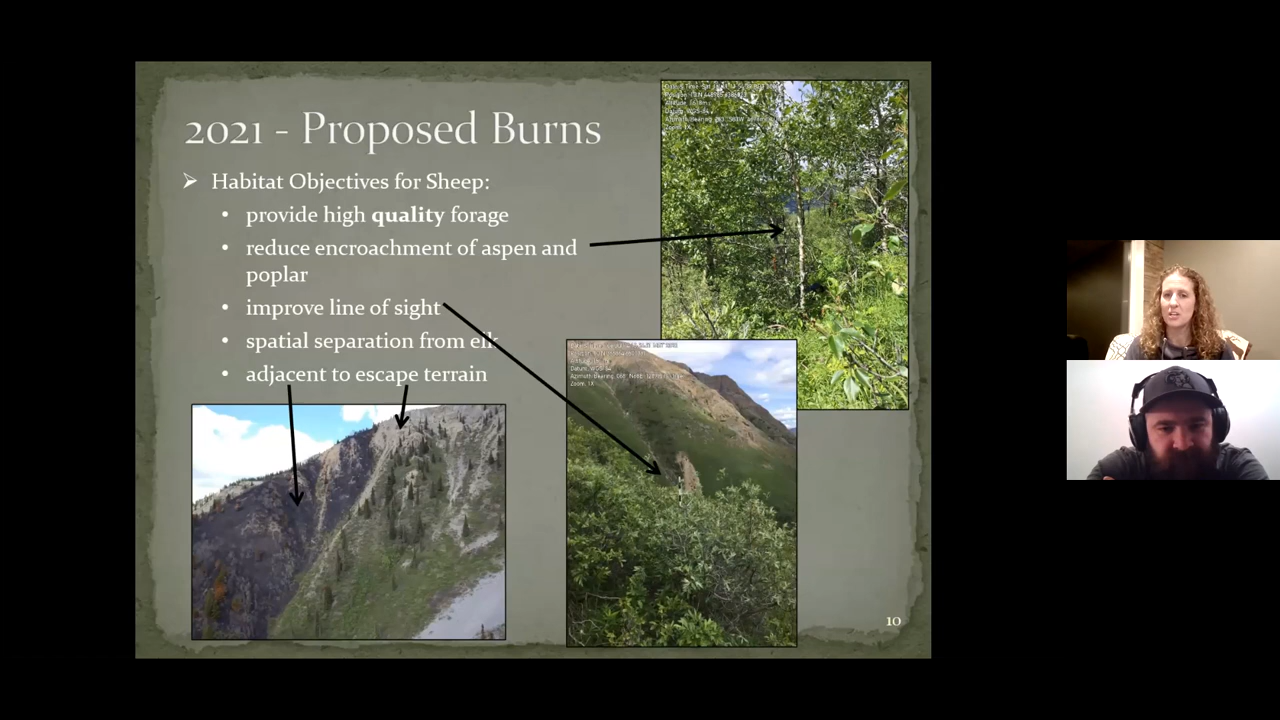 2021 - Proposed Burns
➢ Habitat Objectives for Sheep:
• provide high quality forage
• reduce encroachment of aspen and
poplar
• improve line of sight
• spatial separation from elk
• adjacent to escape terrain
10